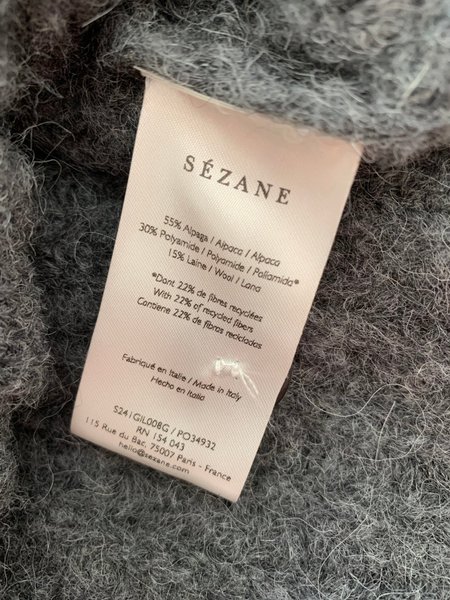 SÉZANE
55% Alpaga / Alpaca / Alpaca
30% Polyamide / Polyamide / Poliamida*
15% Laine / Wool / Lana
*Dont 22% de fibres recyclées
With 22% of recycled fibers
Contiene 22% de fibras recicladas
Fabriqué en Italie / Made in Italy
Hecho en Italia
S241GIL008G / PO34932
RN 154 043
115 Rue du Bac, 75007 Paris - France
hello@sezane.com